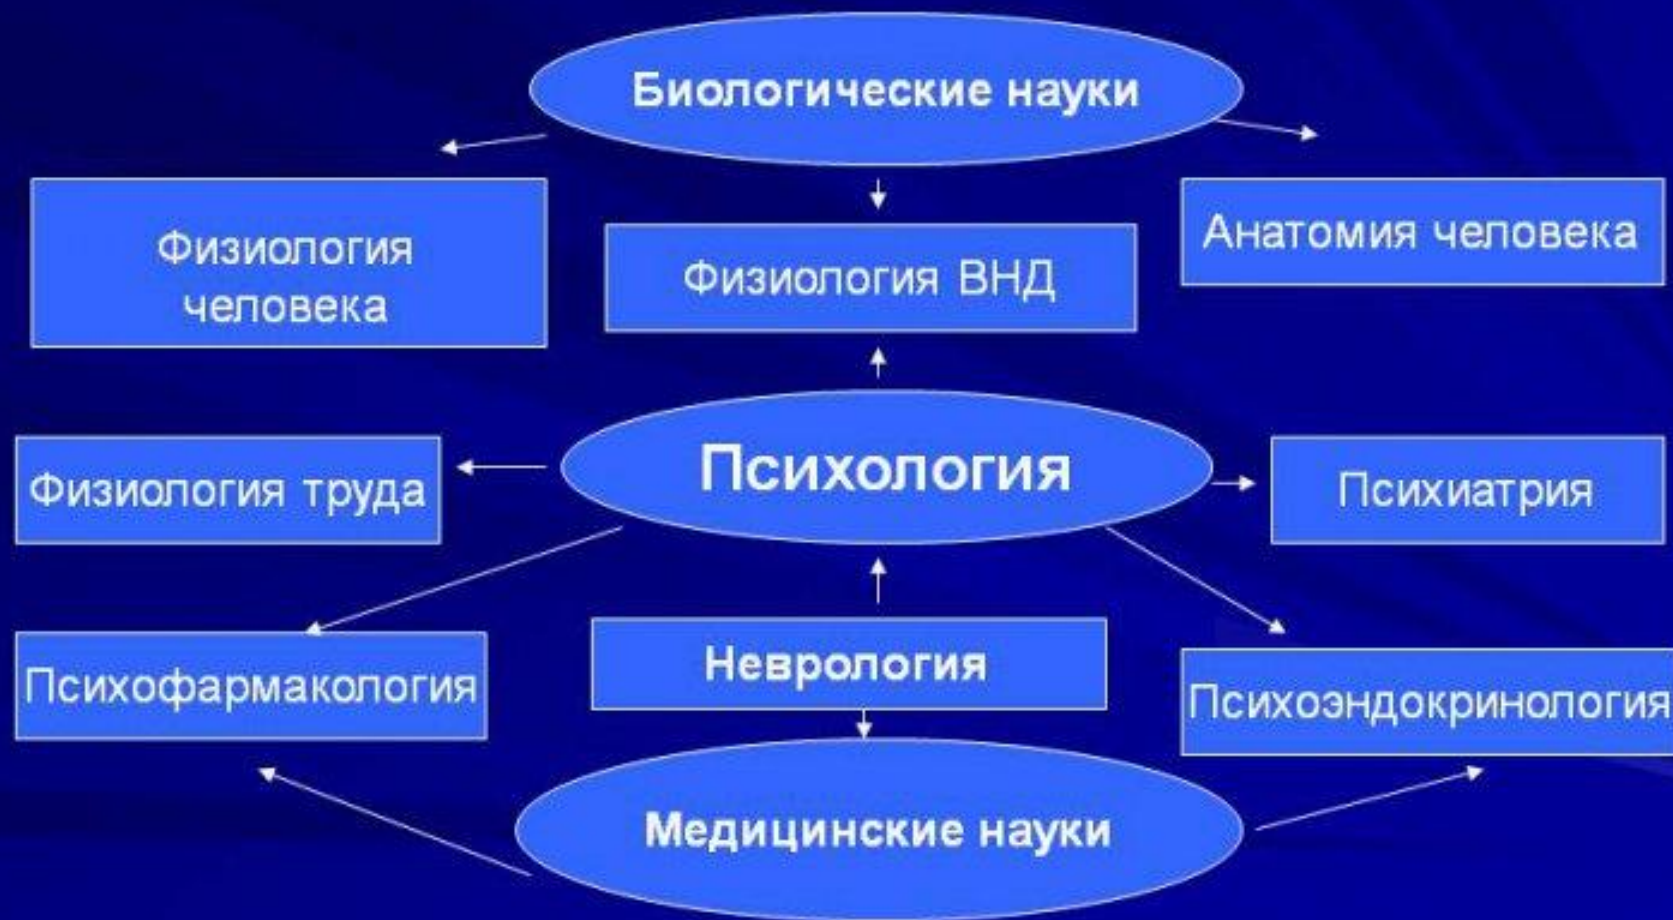 Биологические науки
Физиология
человека
Физиология ВНД
Анатомия человека
Физиология труда
Психология
Психиатрия
Психофармакология
Неврология
Психоэндокринология
Медицинские науки